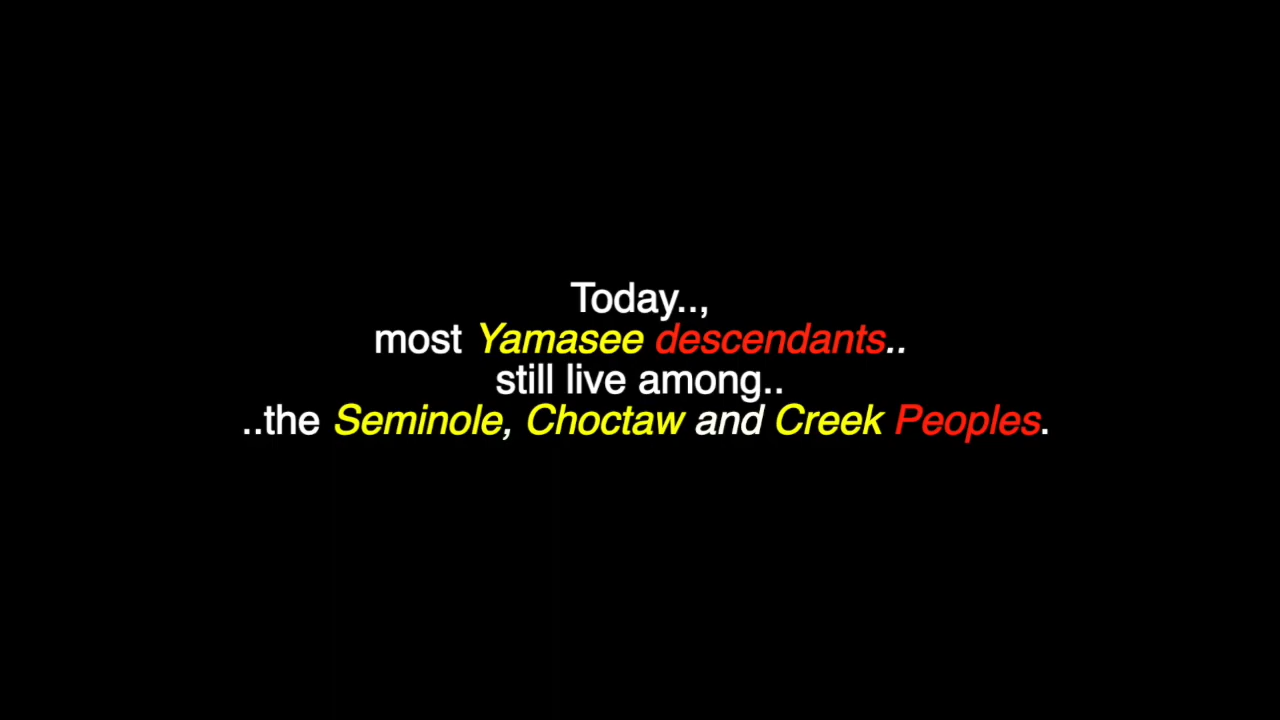 Today..,
most Yamasee descendants..
still live among..
..the Seminole, Choctaw and Creek Peoples.